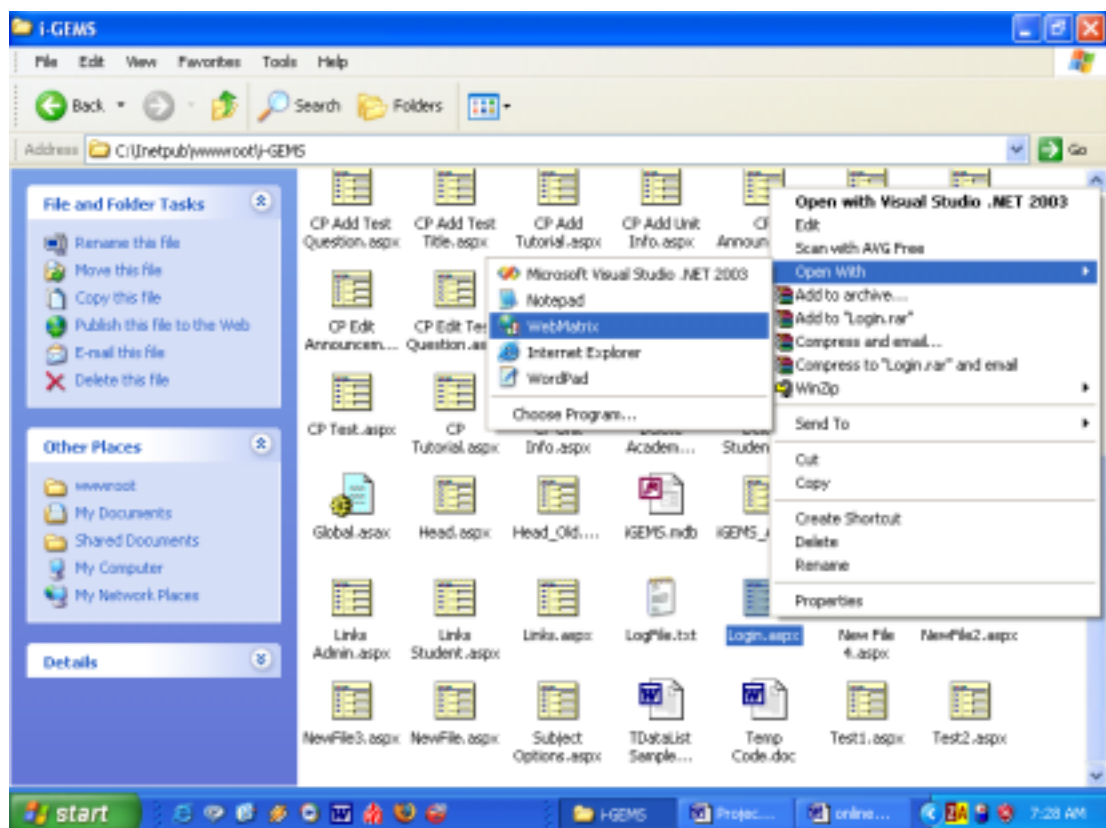 i-GEMS
File Edit View Favorites Tools Help
Back Search Folders
Address C:\Inetpub\wwwroot\i-GEMS Go
File and Folder Tasks
Rename this file
Move this file
Copy this file
Publish this file to the Web
E-mail this file
Delete this file
Other Places
wwwroot
My Documents
Shared Documents
My Computer
My Network Places
Details
CP Add Test Question.aspx
CP Add Test Title.aspx
CP Add Tutorial.aspx
CP Add Unit Info.aspx
CP Edit Announcem...
CP Test.aspx
CP Tutorial.aspx
Info.aspx
Academ...
Global.asax
Head.aspx
Head_Old....
iGEMS.mdb
Links Admin.aspx
Links Student.aspx
Links.aspx
LogFile.txt
Login.aspx
New File 4.aspx
NewFile2.aspx
NewFile3.aspx
NewFile.aspx
Subject Options.aspx
TDataList Sample...
Temp Code.doc
Test1.aspx
Test2.aspx
Open with Visual Studio .NET 2003
Edit
Scan with AVG Free
Open With
Add to archive...
Add to "Login.rar"
Compress and email...
Compress to "Login.rar" and email
WinZip
Send To
Cut
Copy
Create Shortcut
Delete
Rename
Properties
Microsoft Visual Studio .NET 2003
Notepad
WebMatrix
Internet Explorer
WordPad
Choose Program...
start
i-GEMS
Projec...
online...
7:28 AM